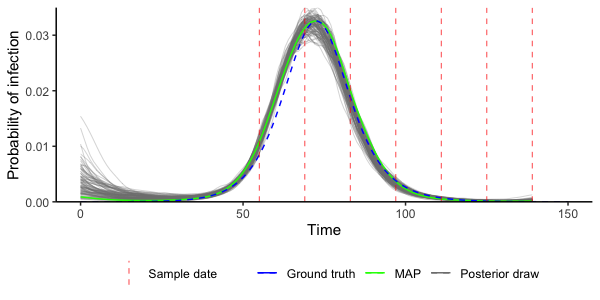 Probability of infection
0.03
0.02
0.01
0.00
0 50 100 150
Time
Sample date Ground truth MAP Posterior draw